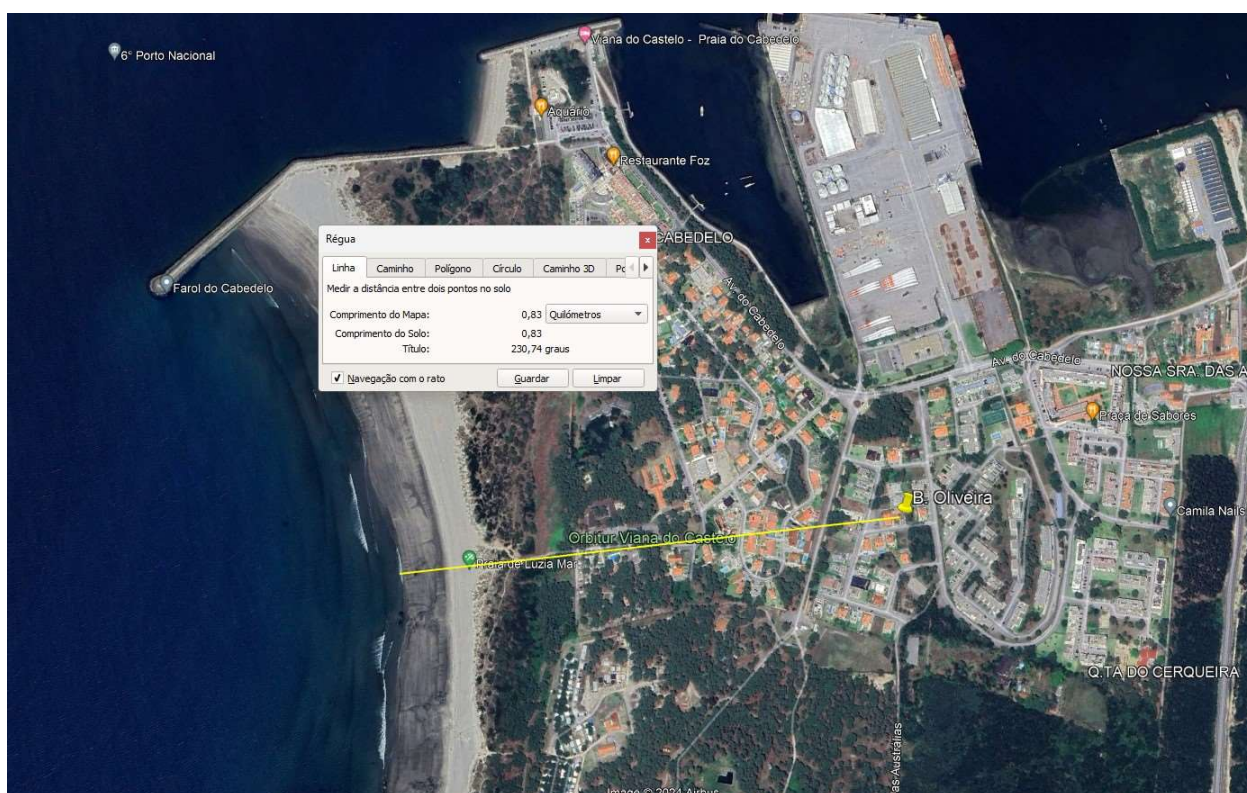 Viana do Castelo - Praia do Cabedelo
6° Porto Nacional
Aquario
Restaurante Foz
Régua
x
CABEDELO
Linha
Caminho
Polígono
Círculo
Caminho 3D
Medir a distância entre dois pontos no solo
Farol do Cabedelo
Av. do Cabedelo
Comprimento do Mapa: 0,83 Quilómetros
Comprimento do Solo: 0,83
Título: 230,74 graus
Navegação com o rato
Guardar
Limpar
Av. do Cabedelo
NOSSA SRA. DAS A
Praça de Sabores
B. Oliveira
Camila Nails
Orbitur Viana do Castelo
Praia de Luzia Mar
Q.TA DO CERQUEIRA
as Austrálias
Image © 2024 Airbus